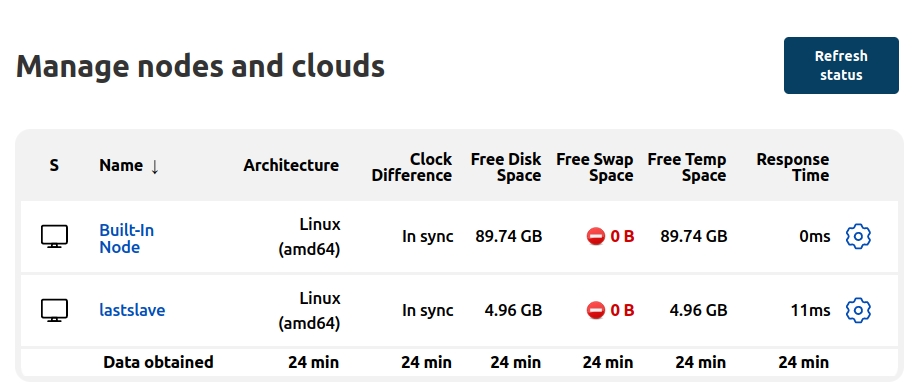 Manage nodes and clouds
Refresh
status
S Name ↓ Architecture Clock Difference Free Disk Space Free Swap Space Free Temp Space Response Time
Built-In Node Linux (amd64) In sync 89.74 GB 0 B 89.74 GB 0ms
lastslave Linux (amd64) In sync 4.96 GB 0 B 4.96 GB 11ms
Data obtained 24 min 24 min 24 min 24 min 24 min 24 min